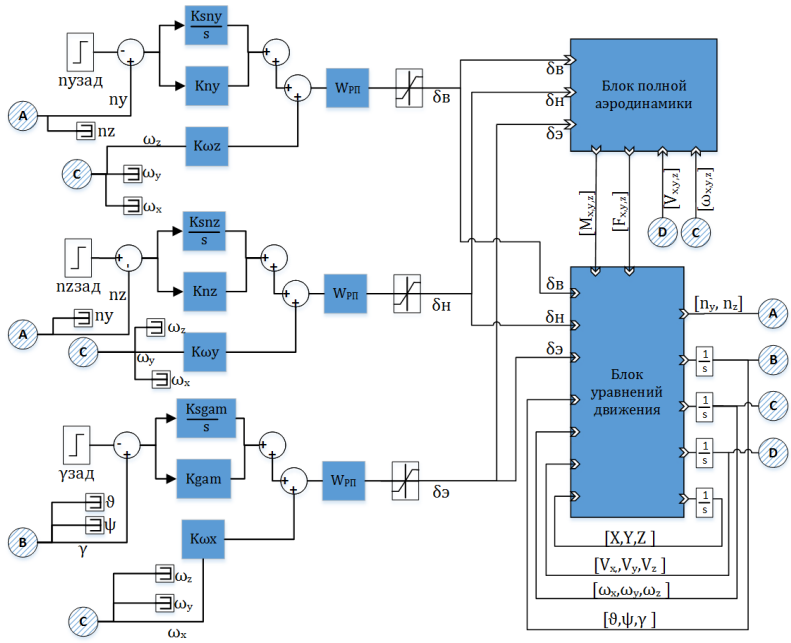 Ksny
s
nyзад
-
ny
A
nz
Kny
+
+
+
+
WРП
δв
ωz
Kωz
C
ωy
ωx
Ksnz
s
nzзад
+
-
nz
A
ny
Knz
+
+
+
+
WРП
δн
ωz
C
ωy
Kωy
ωx
Ksgam
s
γзад
-
Kgam
+
+
+
+
WРП
δэ
ϑ
ψ
B
γ
Kωx
ωz
ωy
C
ωx
δв
δн
δэ
Блок полной
аэродинамики
[Mx,y,z]
[Fx,y,z]
[Vx,y,z]
[ωx,y,z]
D
C
δв
δн
δэ
Блок
уравнений
движения
[ny, nz]
A
1
s
B
1
s
C
1
s
D
1
s
[X,Y,Z ]
[Vx,Vy,Vz ]
[ωx,ωy,ωz ]
[ϑ,ψ,γ ]